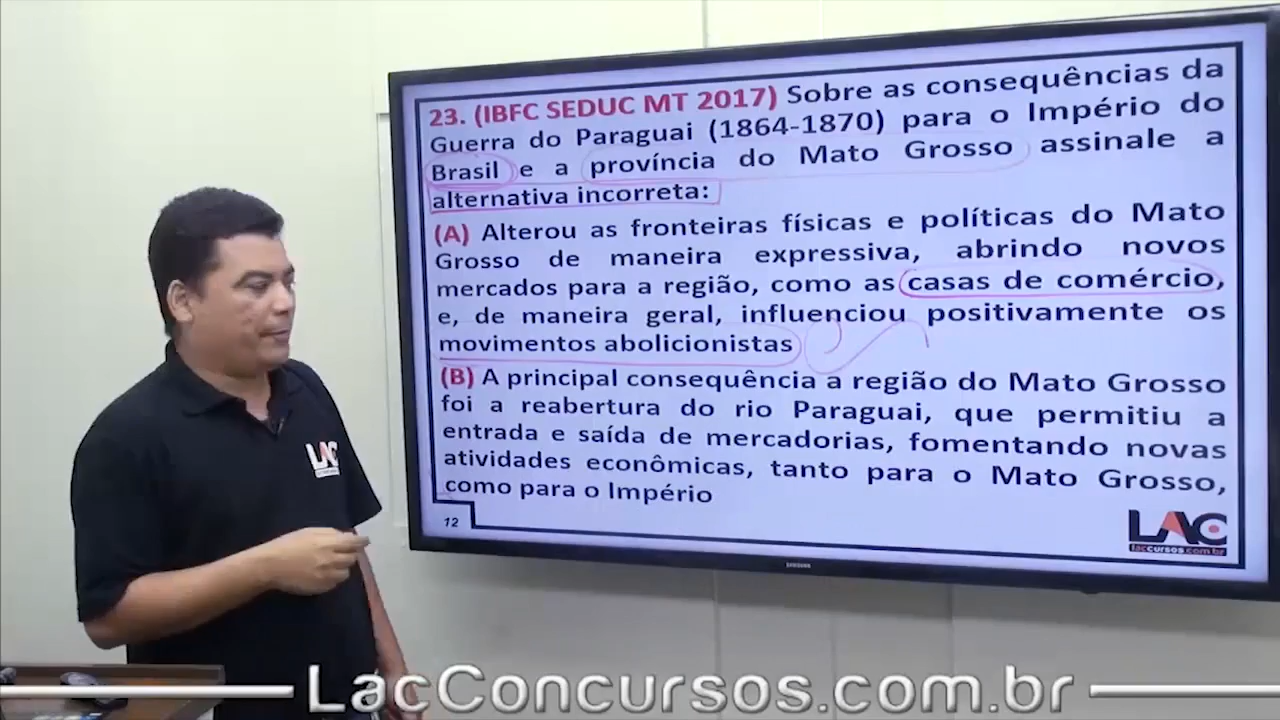 23. (IBFC SEDUC MT 2017) Sobre as consequências da
Guerra do Paraguai (1864-1870) para o Império do
Brasil e a província do Mato Grosso assinale a
alternativa incorreta:
(A) Alterou as fronteiras físicas e políticas do Mato
Grosso de maneira expressiva, abrindo novos
mercados para a região, como as casas de comércio,
e, de maneira geral, influenciou positivamente os
movimentos abolicionistas
(B) A principal consequência a região do Mato Grosso
foi a reabertura do rio Paraguai, que permitiu a
entrada e saída de mercadorias, fomentando novas
atividades econômicas, tanto para o Mato Grosso,
como para o Império
12
LAC
laccursos.com.br
SAMSUNG
LAC
LacConcursos.com.br